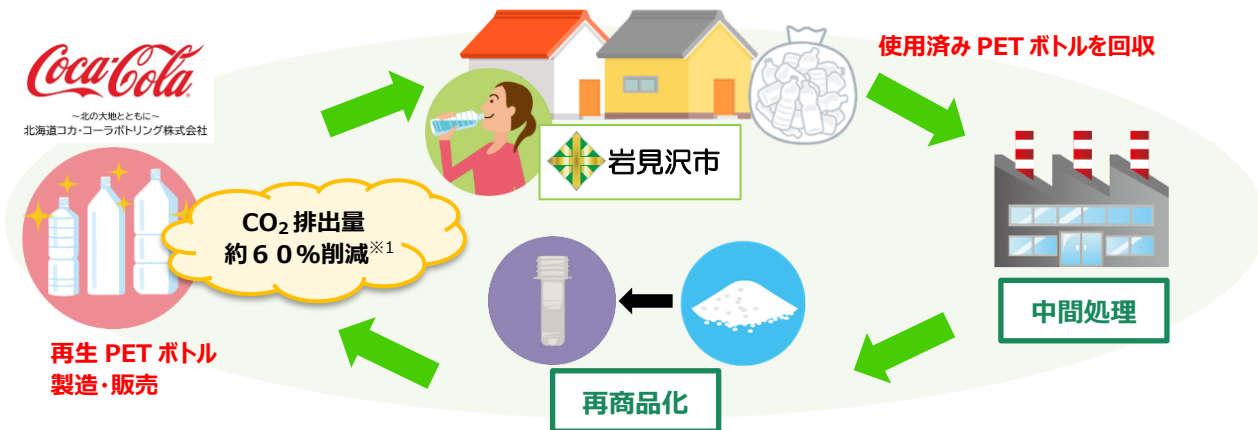 Coca-Cola
～北の大地とともに～
北海道コカ・コーラボトリング株式会社
使用済み PET ボトルを回収
岩見沢市
CO₂ 排出量
約６０%削減※1
中間処理
再生 PET ボトル
製造・販売
再商品化